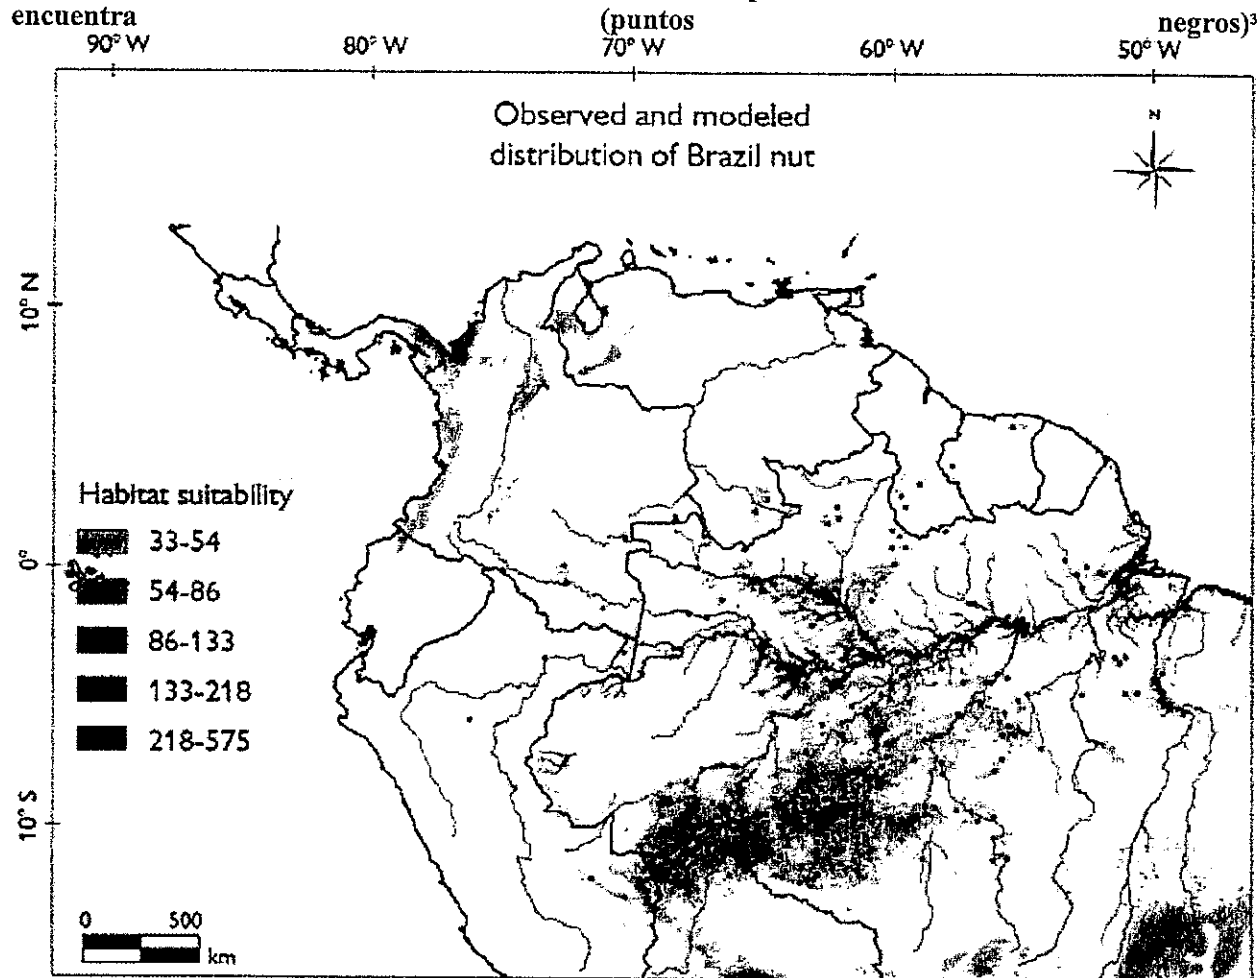 encuentra (puntos negros)³
90° W 80° W 70° W 60° W 50° W
Observed and modeled
distribution of Brazil nut
N
10° N
Habitat suitability
33-54
0°
54-86
86-133
133-218
218-575
10° S
0 500
km